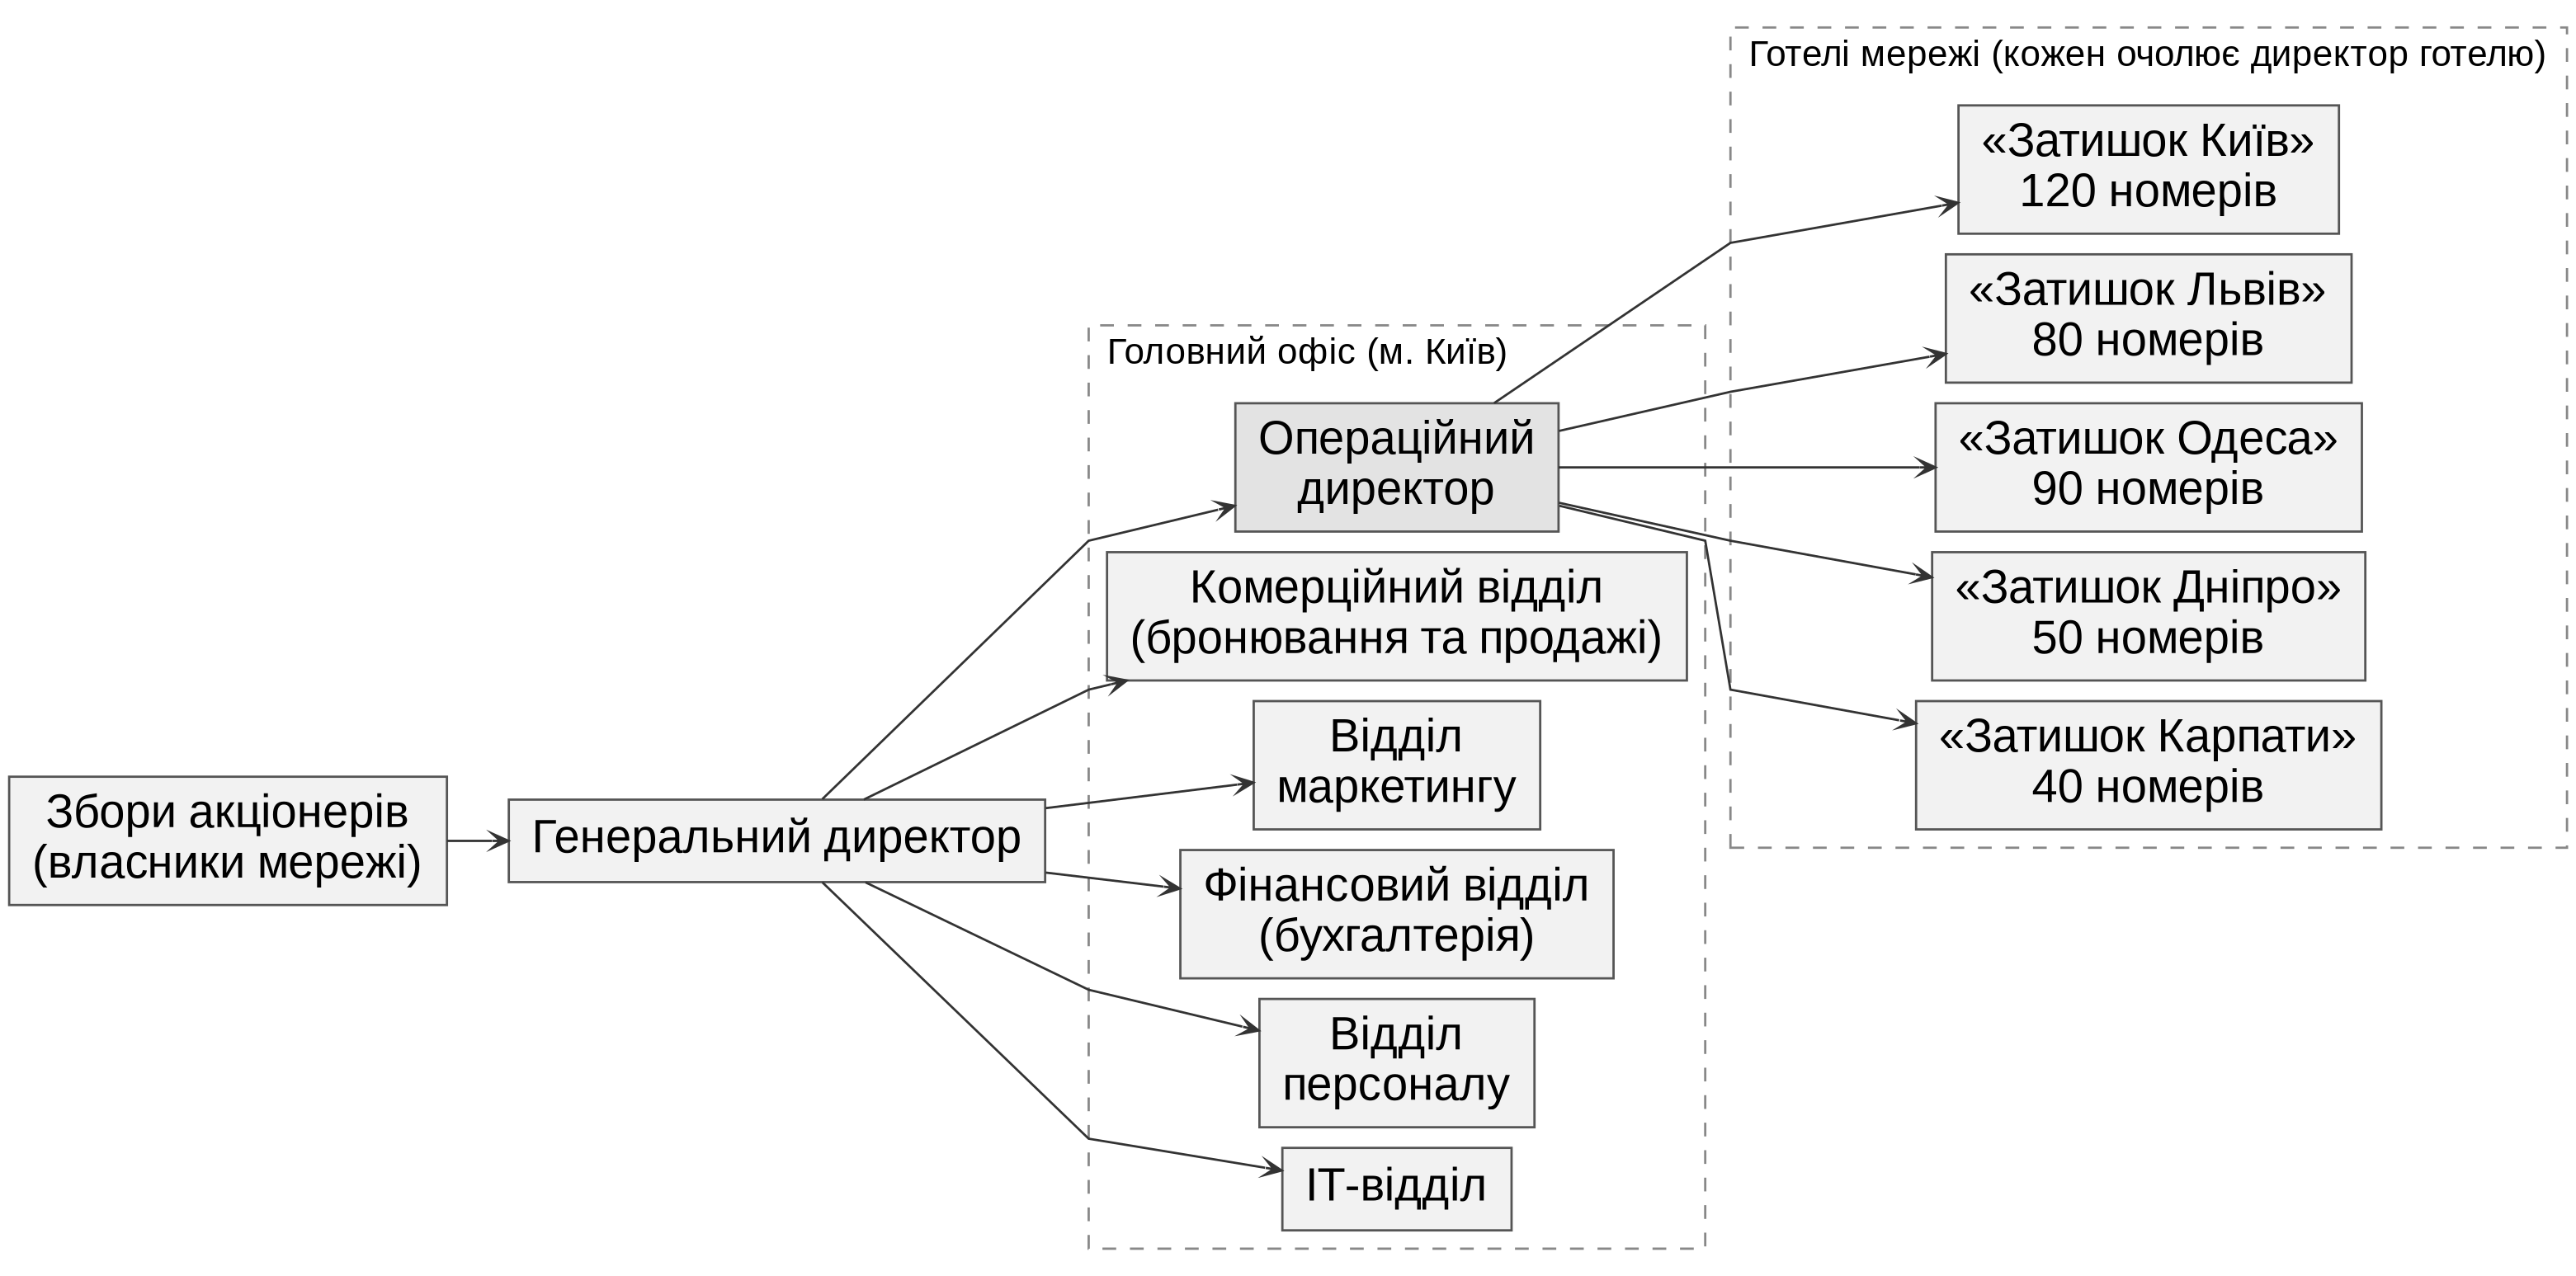 Готелі мережі (кожен очолює директор готелю)
«Затишок Київ»
120 номерів
«Затишок Львів»
80 номерів
Головний офіс (м. Київ)
Операційний
директор
«Затишок Одеса»
90 номерів
Комерційний відділ
(бронювання та продажі)
«Затишок Дніпро»
50 номерів
Відділ
маркетингу
«Затишок Карпати»
40 номерів
Збори акціонерів
(власники мережі)
Генеральний директор
Фінансовий відділ
(бухгалтерія)
Відділ
персоналу
ІТ-відділ